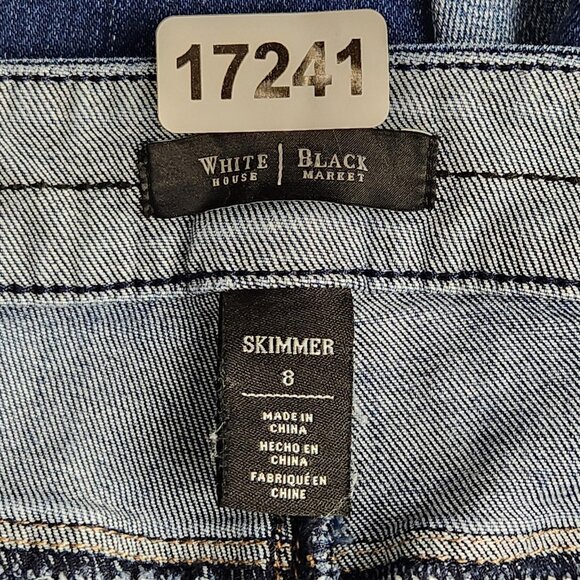 17241
WHITE | BLACK
HOUSE MARKET
SKIMMER
8
MADE IN
CHINA
HECHO EN
CHINA
FABRIQUÉ EN
CHINE